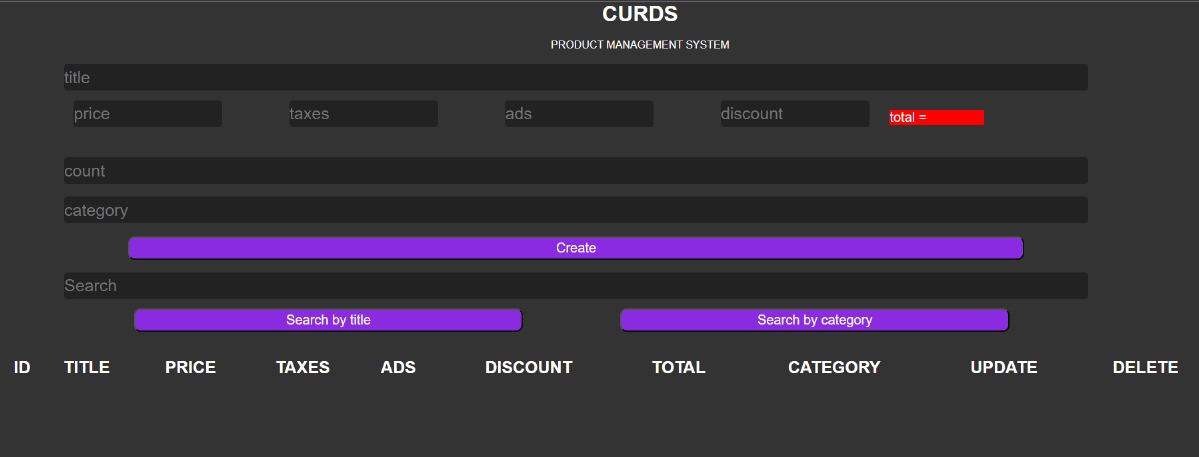 CURDS
PRODUCT MANAGEMENT SYSTEM
title
price taxes ads discount total =
count
category
Create
Search
Search by title Search by category
ID TITLE PRICE TAXES ADS DISCOUNT TOTAL CATEGORY UPDATE DELETE